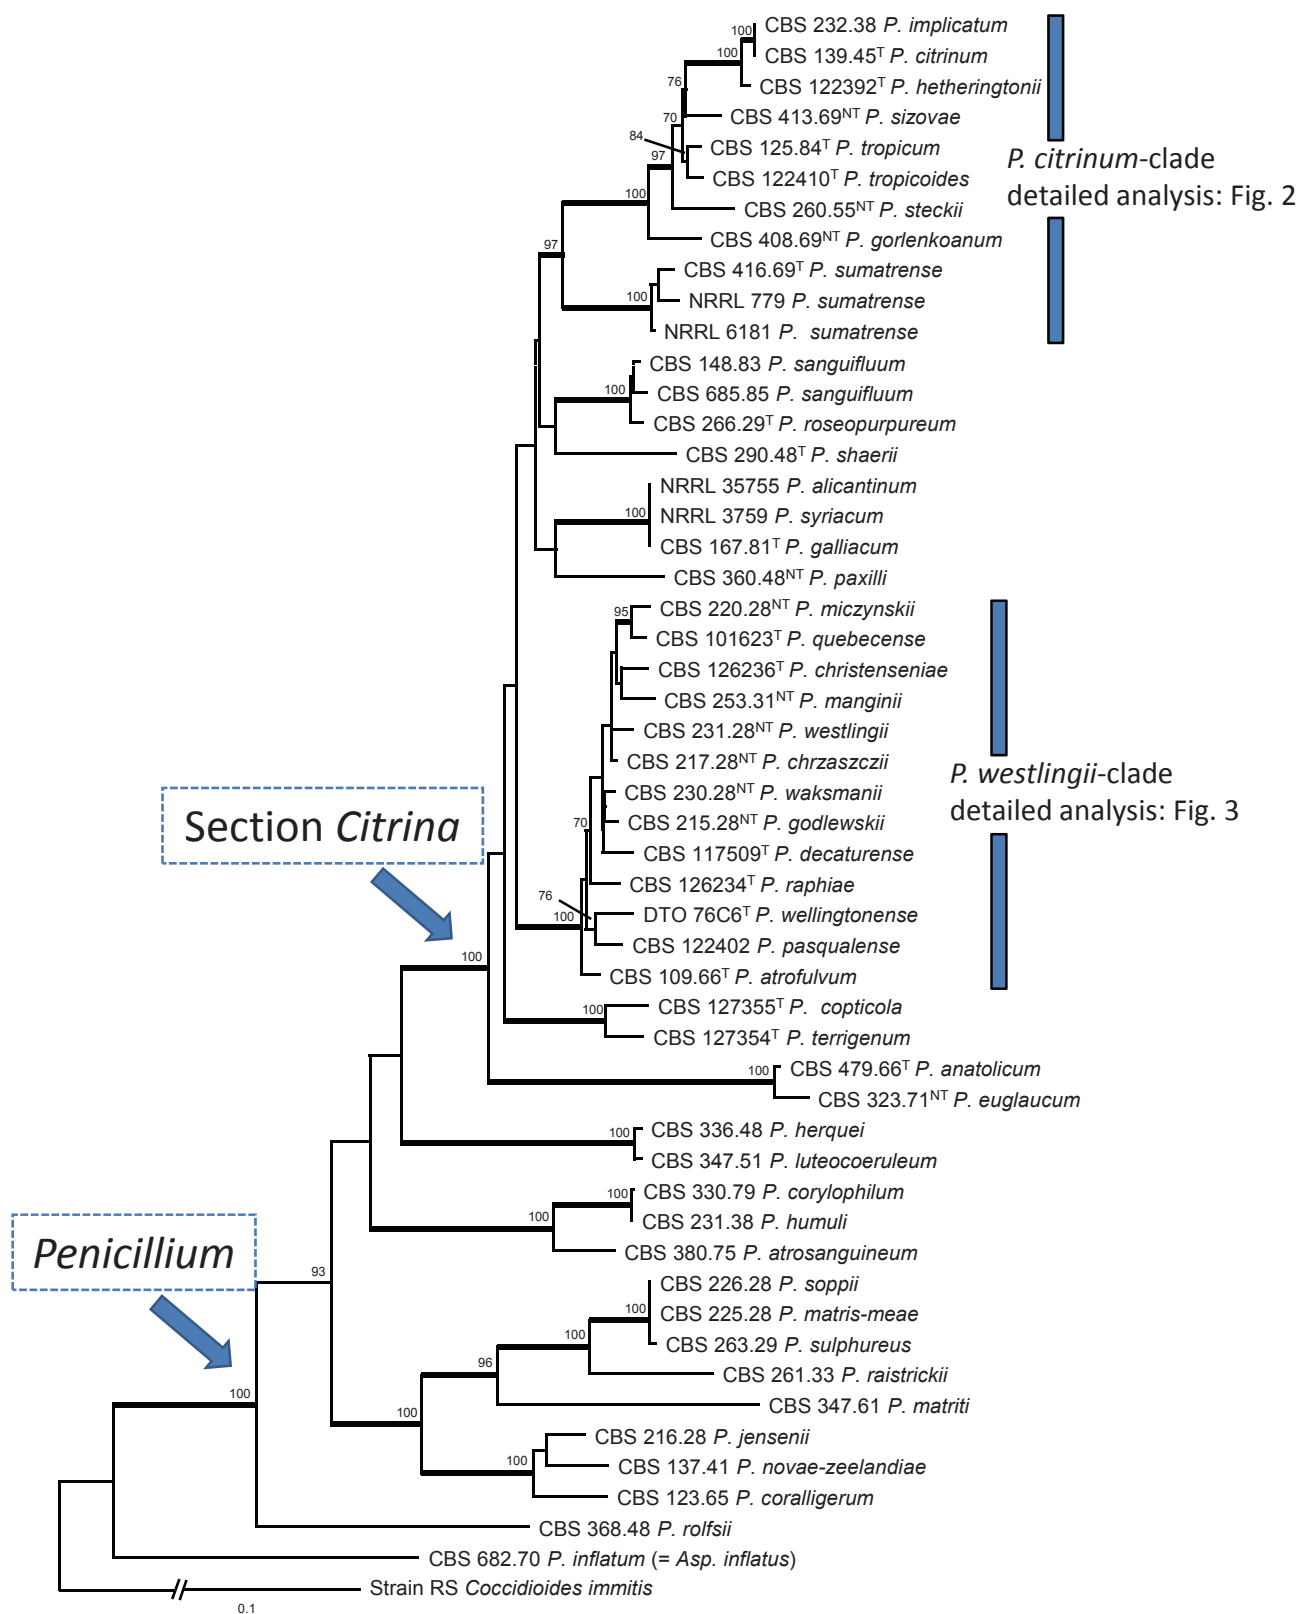 100
CBS 232.38 P. implicatum
100
CBS 139.45T P. citrinum
CBS 122392T P. hetheringtonii
76
CBS 413.69NT P. sizovae
70
84
CBS 125.84T P. tropicum
97
CBS 122410T P. tropicoides
100
CBS 260.55NT P. steckii
CBS 408.69NT P. gorlenkoanum
P. citrinum-clade
detailed analysis: Fig. 2
97
CBS 416.69T P. sumatrense
100
NRRL 779 P. sumatrense
NRRL 6181 P. sumatrense
CBS 148.83 P. sanguifluum
100
CBS 685.85 P. sanguifluum
CBS 266.29T P. roseopurpureum
CBS 290.48T P. shaerii
NRRL 35755 P. alicantinum
100
NRRL 3759 P. syriacum
CBS 167.81T P. galliacum
CBS 360.48NT P. paxilli
95
CBS 220.28NT P. miczynskii
CBS 101623T P. quebecense
CBS 126236T P. christenseniae
CBS 253.31NT P. manginii
CBS 231.28NT P. westlingii
CBS 217.28NT P. chrzaszczii
CBS 230.28NT P. waksmanii
70
CBS 215.28NT P. godlewskii
CBS 117509T P. decaturense
CBS 126234T P. raphiae
76
100
DTO 76C6T P. wellingtonense
CBS 122402 P. pasqualense
CBS 109.66T P. atrofulvum
P. westlingii-clade
detailed analysis: Fig. 3
Section Citrina
100
100
CBS 127355T P. copticola
CBS 127354T P. terrigenum
100
CBS 479.66T P. anatolicum
CBS 323.71NT P. euglaucum
100
CBS 336.48 P. herquei
CBS 347.51 P. luteocoeruleum
100
CBS 330.79 P. corylophilum
100
CBS 231.38 P. humuli
CBS 380.75 P. atrosanguineum
Penicillium
93
CBS 226.28 P. soppii
100
CBS 225.28 P. matris-meae
100
CBS 263.29 P. sulphureus
96
CBS 261.33 P. raistrickii
100
CBS 347.61 P. matriti
100
CBS 216.28 P. jensenii
100
CBS 137.41 P. novae-zeelandiae
CBS 123.65 P. coralligerum
CBS 368.48 P. rolfsii
CBS 682.70 P. inflatum (= Asp. inflatus)
Strain RS Coccidioides immitis
0.1